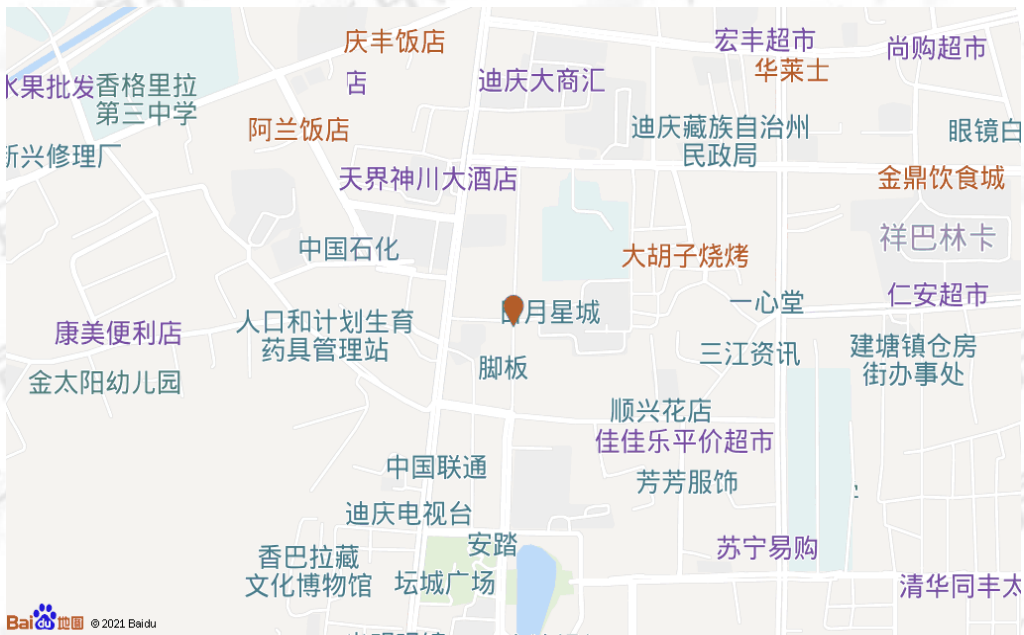 庆丰饭店
宏丰超市
尚购超市
华莱士
店
迪庆大商汇
水果批发
香格里拉
第三中学
阿兰饭店
迪庆藏族自治州
民政局
眼镜白
新兴修理厂
天界神川大酒店
金鼎饮食城
祥巴林卡
中国石化
大胡子烧烤
仁安超市
一心堂
日月星城
人口和计划生育
药具管理站
康美便利店
建塘镇仓房
街办事处
三江资讯
脚板
金太阳幼儿园
顺兴花店
佳佳乐平价超市
中国联通
芳芳服饰
迪庆电视台
安踏
苏宁易购
香巴拉藏
文化博物馆
坛城广场
清华同丰太
Bai du 地图 © 2021 Baidu